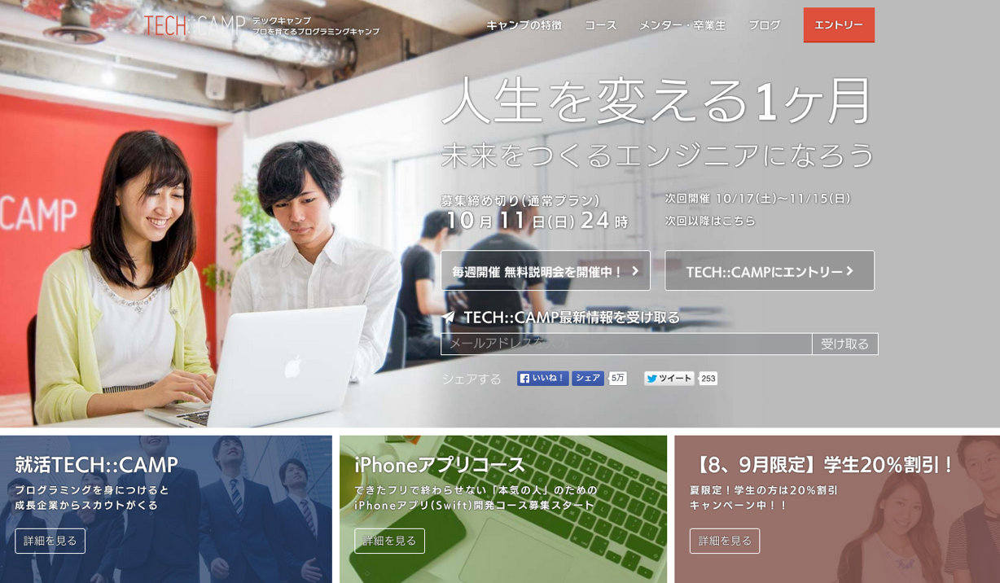 TECH::CAMP テックキャンプ
プロを育てるプログラミングキャンプ
キャンプの特徴 コース メンター・卒業生 ブログ エントリー
人生を変える1ヶ月
未来をつくるエンジニアになろう
募集締め切り(通常プラン)
10月11日(日)24時
次回開催 10/17(土)〜11/15(日)
次回以降はこちら
毎週開催 無料説明会を開催中！
TECH::CAMPにエントリー
TECH::CAMP最新情報を受け取る
メールアドレスを入力
受け取る
シェアする いいね！ シェア 5万 ツイート 253
CAMP
就活TECH::CAMP
プログラミングを身につけると
成長企業からスカウトがくる
詳細を見る
iPhoneアプリコース
できたフリで終わらせない「本気の人」のための
iPhoneアプリ(Swift)開発コース募集スタート
詳細を見る
【8、9月限定】学生20%割引！
夏限定！学生の方は20%割引
キャンペーン中！！
詳細を見る